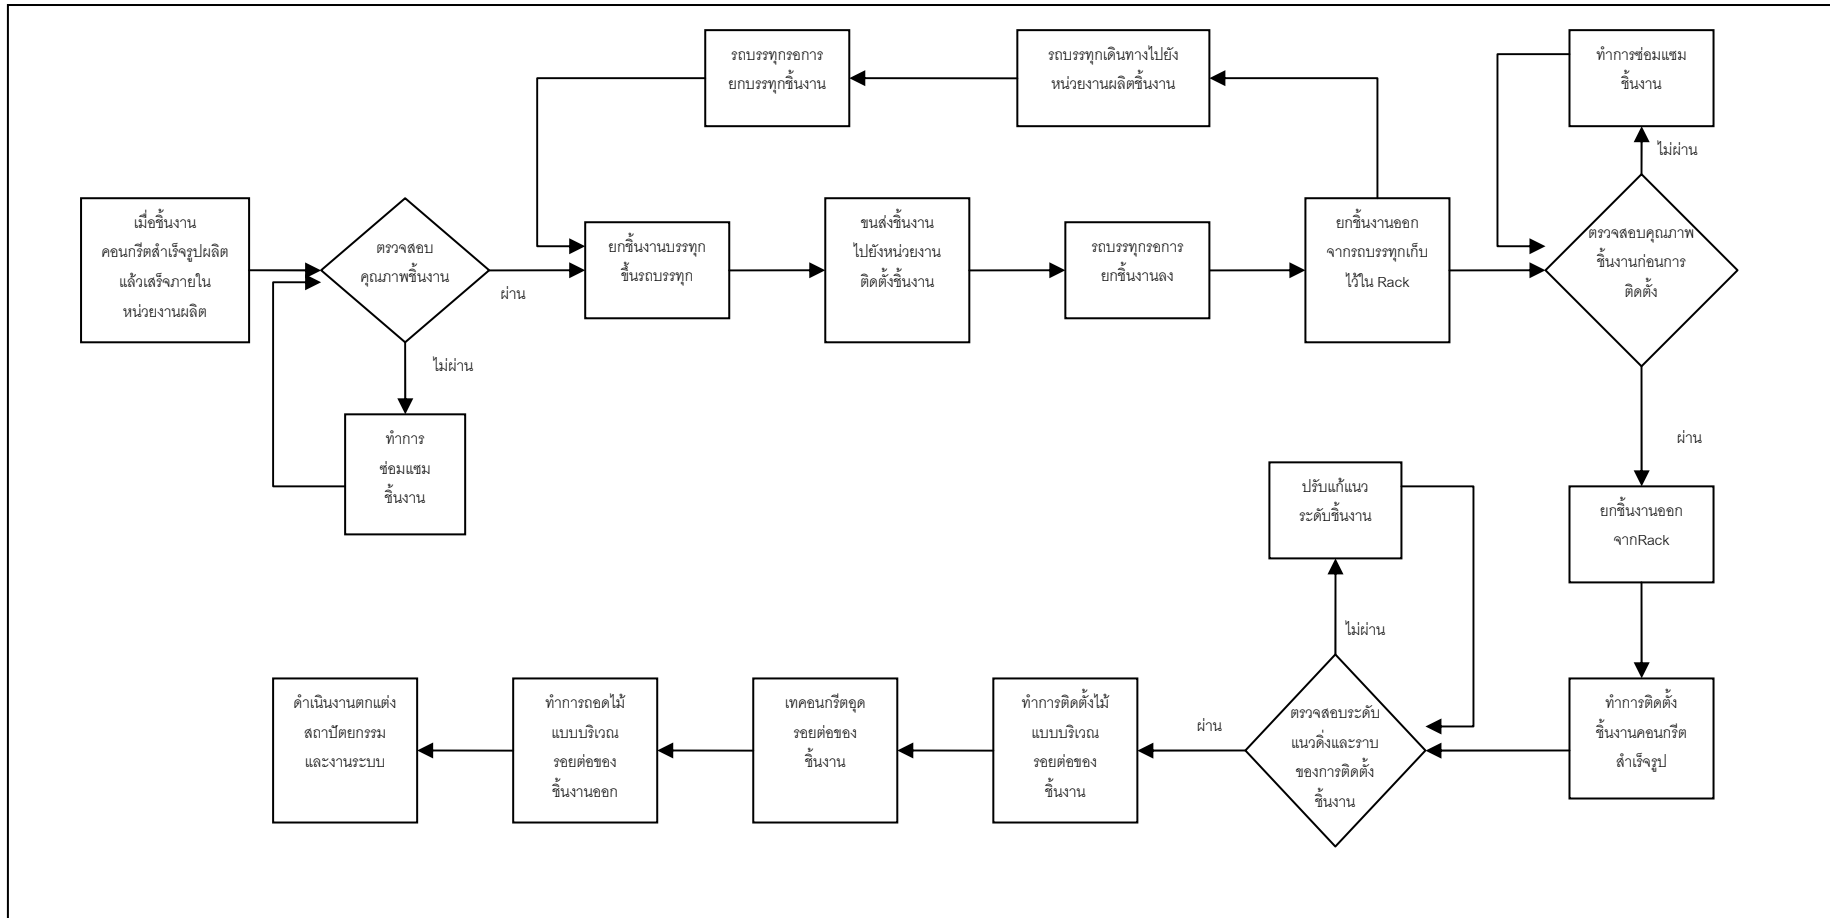 รถบรรทุกรอการ
ยกบรรทุกชิ้นงาน
รถบรรทุกเดินทางไปยัง
หน่วยงานผลิตชิ้นงาน
ทำการซ่อมแซม
ชิ้นงาน
ไม่ผ่าน
เมื่อชิ้นงาน
คอนกรีตสำเร็จรูปผลิต
แล้วเสร็จภายใน
หน่วยงานผลิต
ตรวจสอบ
คุณภาพชิ้นงาน
ผ่าน
ไม่ผ่าน
ทำการ
ซ่อมแซม
ชิ้นงาน
ยกชิ้นงานบรรทุก
ขึ้นรถบรรทุก
ขนส่งชิ้นงาน
ไปยังหน่วยงาน
ติดตั้งชิ้นงาน
รถบรรทุกรอการ
ยกชิ้นงานลง
ยกชิ้นงานออก
จากรถบรรทุกเก็บ
ไว้ใน Rack
ตรวจสอบคุณภาพ
ชิ้นงานก่อนการ
ติดตั้ง
ผ่าน
ยกชิ้นงานออก
จากRack
ปรับแก้แนว
ระดับชิ้นงาน
ไม่ผ่าน
ทำการติดตั้ง
ชิ้นงานคอนกรีต
สำเร็จรูป
ตรวจสอบระดับ
แนวดิ่งและราบ
ของการติดตั้ง
ชิ้นงาน
ผ่าน
ทำการติดตั้งไม้
แบบบริเวณ
รอยต่อของ
ชิ้นงาน
เทคอนกรีตอุด
รอยต่อของ
ชิ้นงาน
ทำการถอดไม้
แบบบริเวณ
รอยต่อของ
ชิ้นงานออก
ดำเนินงานตกแต่ง
สถาปัตยกรรม
และงานระบบ